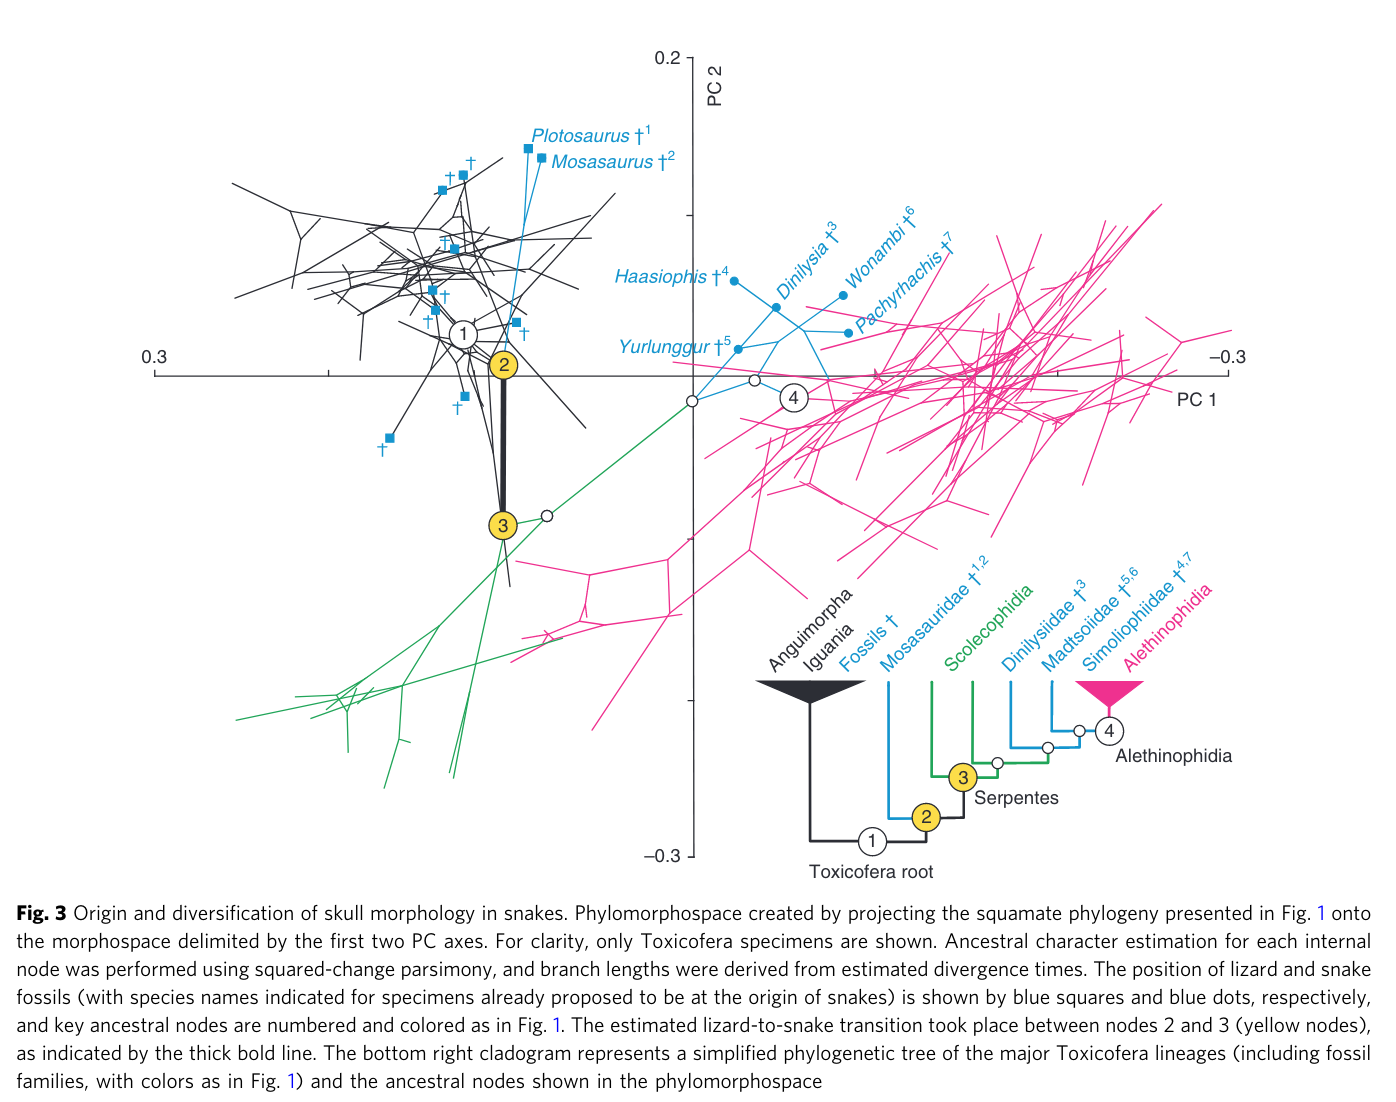 0.2
PC 2
Plotosaurus †1
Mosasaurus †2
†
†
†
†
†
†
†
†
Haasiophis †4
Dinilysia †3
Wonambi †6
Pachyrhachis †7
Yurlunggur †5
1
2
3
4
0.3
–0.3
PC 1
–0.3
Anguimorpha
Iguania
Fossils †
Mosasauridae †1,2
Scolecophidia
Dinilysiidae †3
Madtsoiidae †5,6
Simoliophiidae †4,7
Alethinophidia
4
Alethinophidia
3
Serpentes
2
1
Toxicofera root
Fig. 3 Origin and diversification of skull morphology in snakes. Phylomorphospace created by projecting the squamate phylogeny presented in Fig. 1 onto
the morphospace delimited by the first two PC axes. For clarity, only Toxicofera specimens are shown. Ancestral character estimation for each internal
node was performed using squared-change parsimony, and branch lengths were derived from estimated divergence times. The position of lizard and snake
fossils (with species names indicated for specimens already proposed to be at the origin of snakes) is shown by blue squares and blue dots, respectively,
and key ancestral nodes are numbered and colored as in Fig. 1. The estimated lizard-to-snake transition took place between nodes 2 and 3 (yellow nodes),
as indicated by the thick bold line. The bottom right cladogram represents a simplified phylogenetic tree of the major Toxicofera lineages (including fossil
families, with colors as in Fig. 1) and the ancestral nodes shown in the phylomorphospace